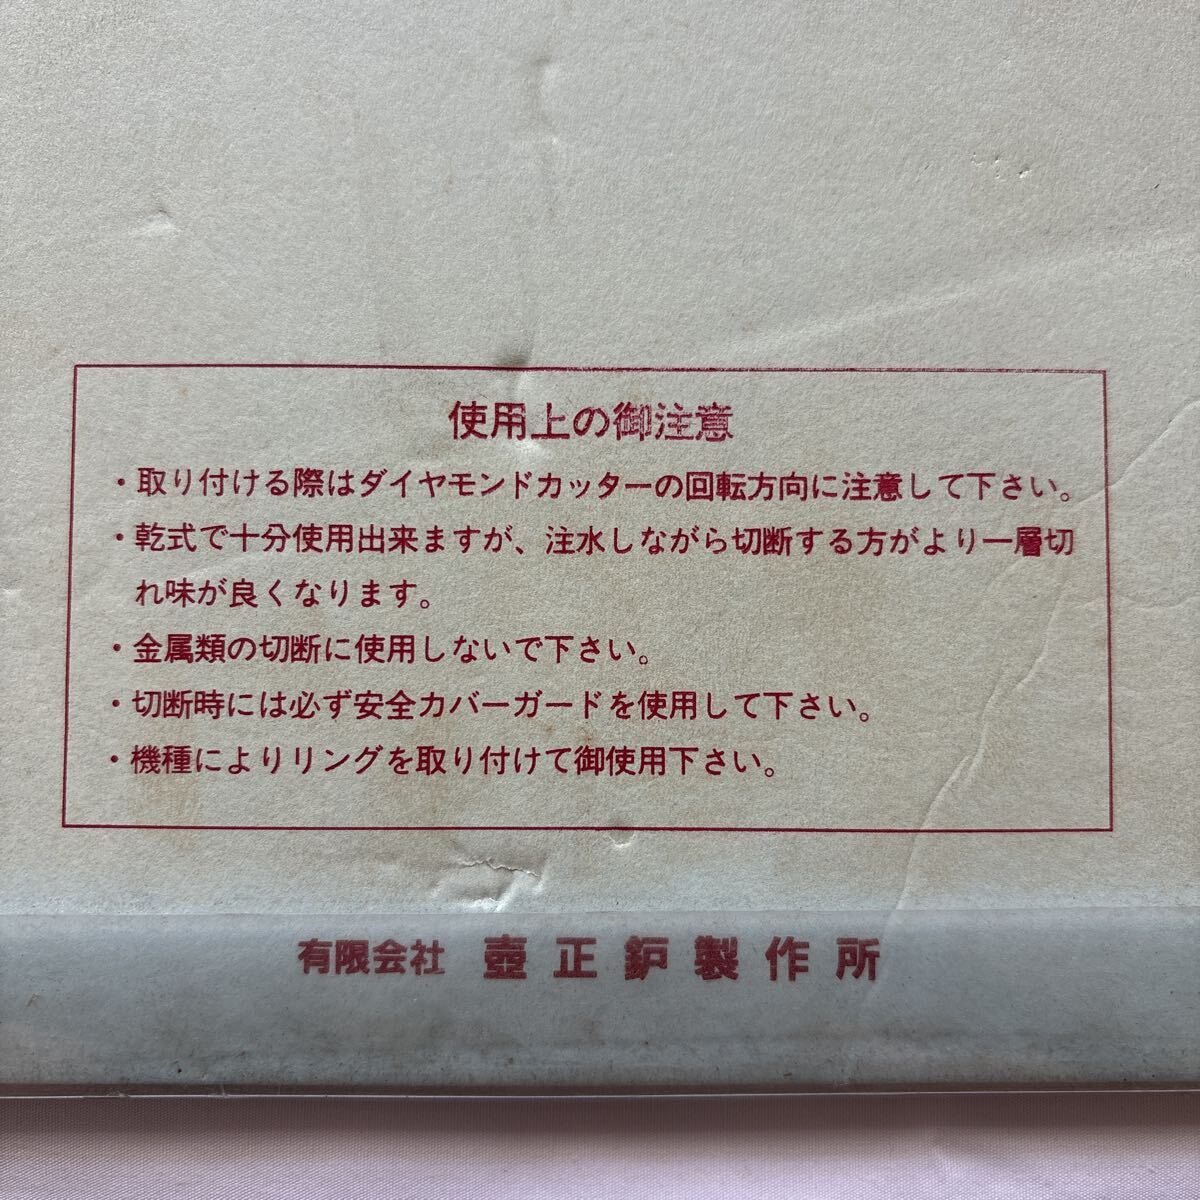 使用上の御注意
・取り付ける際はダイヤモンドカッターの回転方向に注意して下さい。
・乾式で十分使用出来ますが、注水しながら切断する方がより一層切
れ味が良くなります。
・金属類の切断に使用しないで下さい。
・切断時には必ず安全カバーガードを使用して下さい。
・機種によりリングを取り付けて御使用下さい。
有限会社 壺正鈩製作所